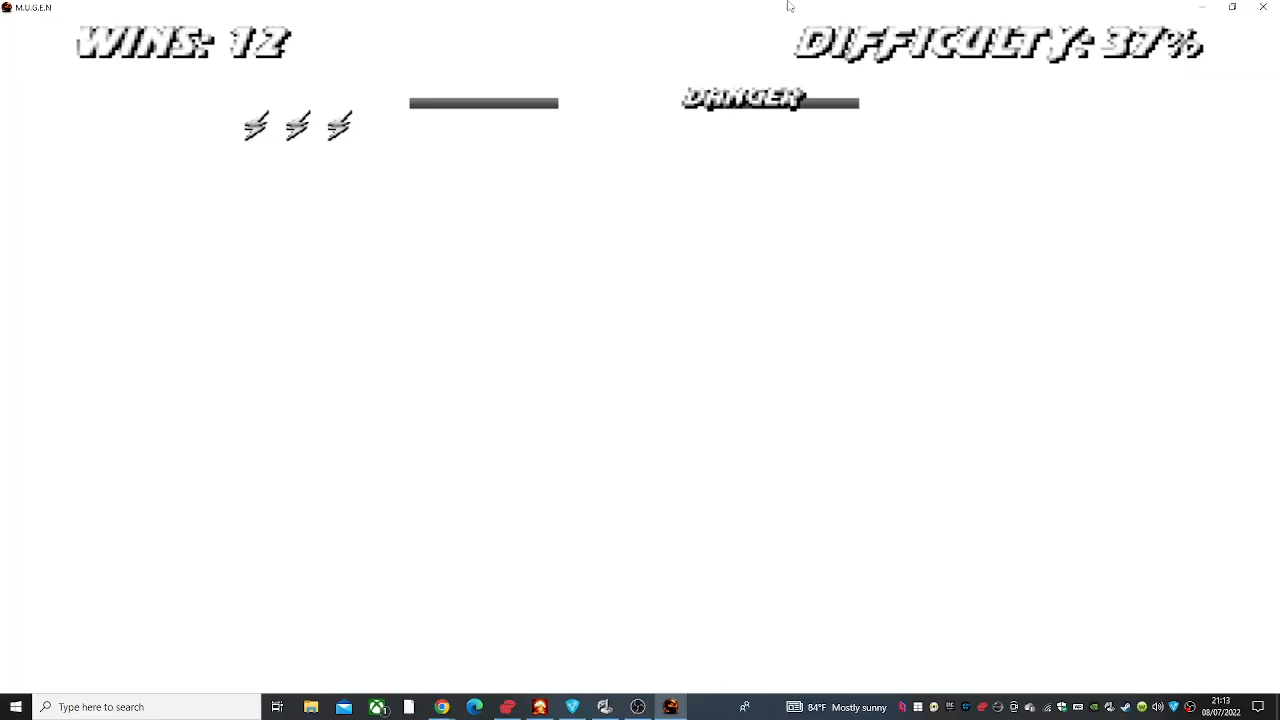 M.U.G.E.N
WINS: 12
DIFFICULTY: 37%
DANGER
Type here to search
84°F Mostly sunny
21:13
08/07/2022